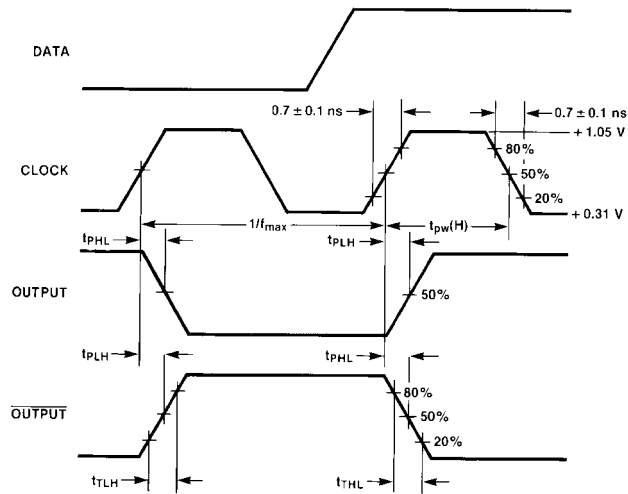 DATA
0.7 ± 0.1 ns
0.7 ± 0.1 ns
+ 1.05 V
80%
CLOCK
50%
20%
+ 0.31 V
1/fmax
tpw(H)
tPHL
tPLH
OUTPUT
50%
tPLH
tPHL
80%
OUTPUT
50%
20%
tTLH
tTHL